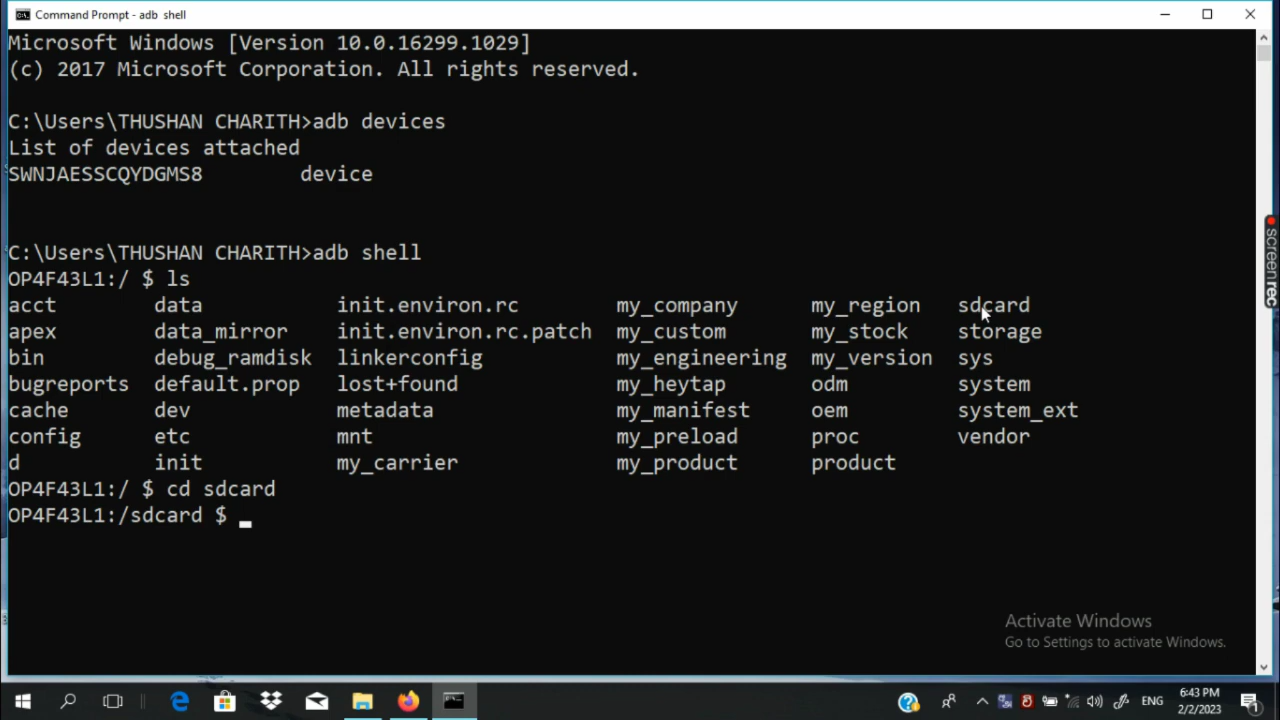 Command Prompt - adb shell
Microsoft Windows [Version 10.0.16299.1029]
(c) 2017 Microsoft Corporation. All rights reserved.
C:\Users\THUSHAN CHARITH>adb devices
List of devices attached
SWNJAESSCQYDGMS8 device
C:\Users\THUSHAN CHARITH>adb shell
OP4F43L1:/ $ ls
acct data init.environ.rc my_company my_region sdcard
apex data_mirror init.environ.rc.patch my_custom my_stock storage
bin debug_ramdisk linkerconfig my_engineering my_version sys
bugreports default.prop lost+found my_heytap odm system
cache dev metadata my_manifest oem system_ext
config etc mnt my_preload proc vendor
d init my_carrier my_product product
OP4F43L1:/ $ cd sdcard
OP4F43L1:/sdcard $
screenrec
Activate Windows
Go to Settings to activate Windows.
ENG
6:43 PM
2/2/2023
1